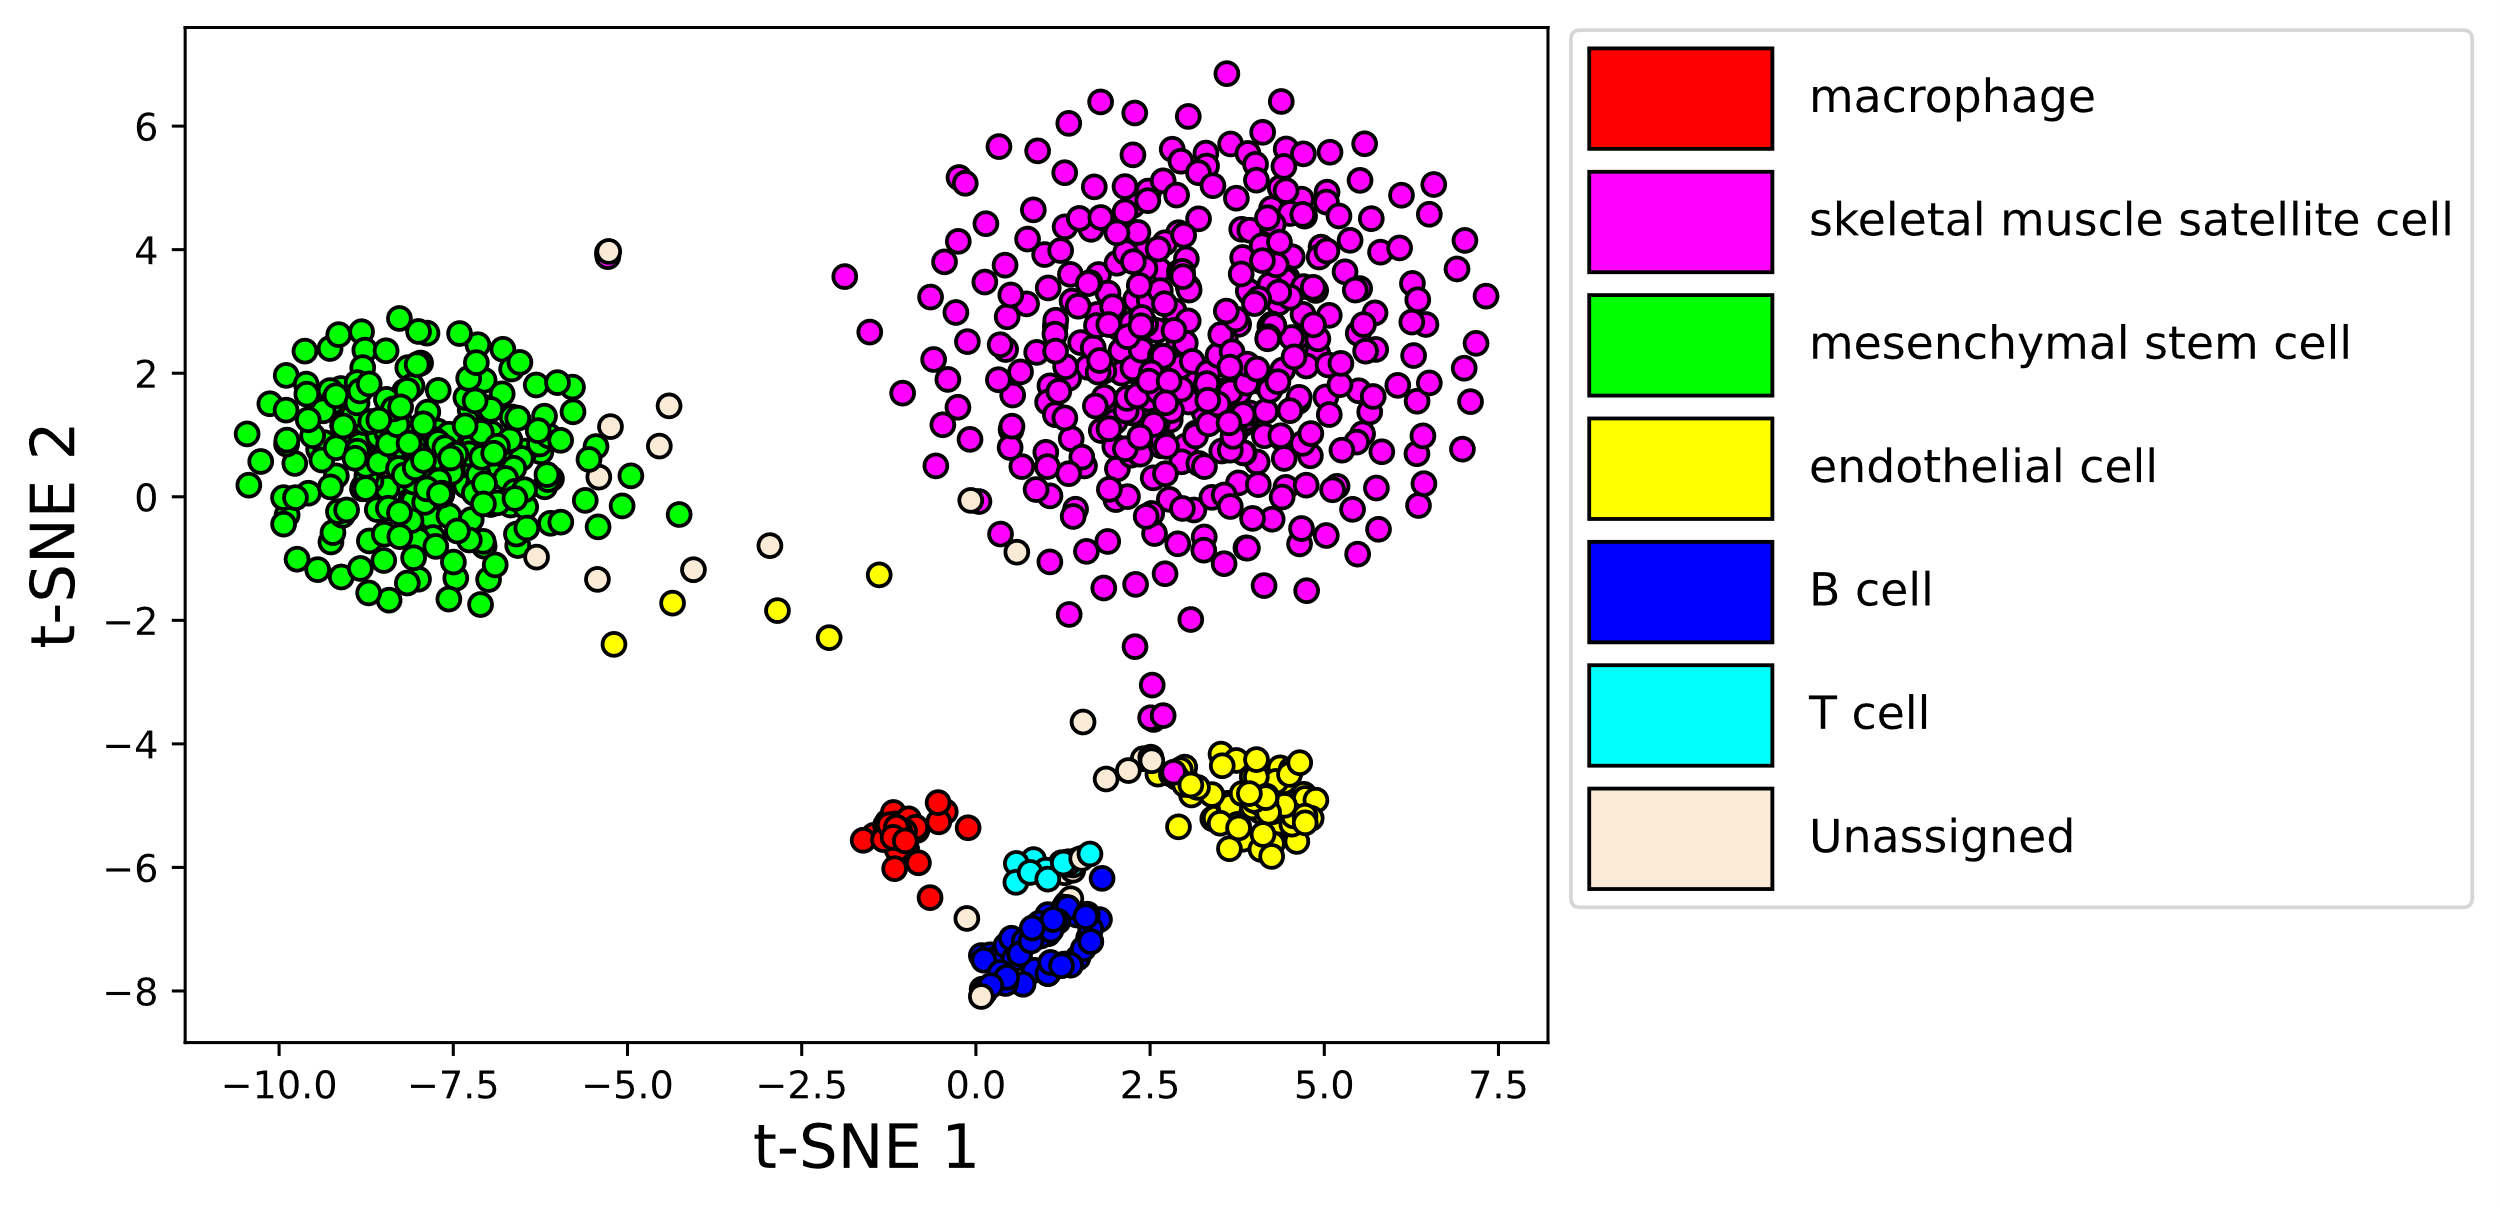 6
4
2
0
−2
−4
−6
−8
t-SNE 2
−10.0 −7.5 −5.0 −2.5 0.0 2.5 5.0 7.5
t-SNE 1
macrophage
skeletal muscle satellite cell
mesenchymal stem cell
endothelial cell
B cell
T cell
Unassigned